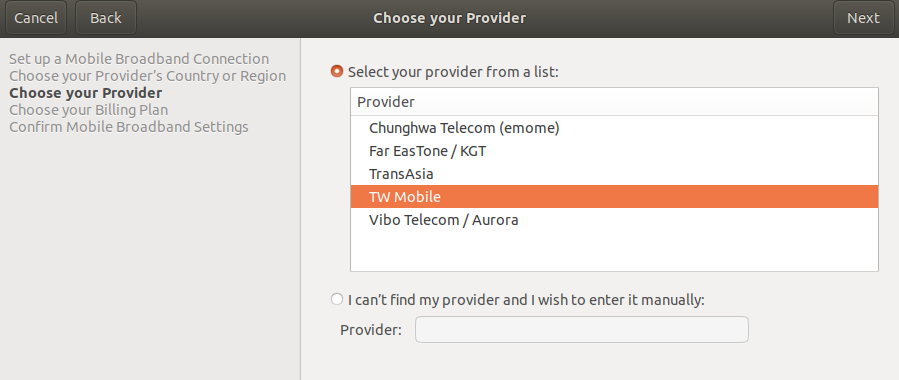 Cancel Back Choose your Provider Next
Set up a Mobile Broadband Connection
Choose your Provider's Country or Region
Choose your Provider
Choose your Billing Plan
Confirm Mobile Broadband Settings
Select your provider from a list:
Provider
Chunghwa Telecom (emome)
Far EasTone / KGT
TransAsia
TW Mobile
Vibo Telecom / Aurora
I can't find my provider and I wish to enter it manually:
Provider: